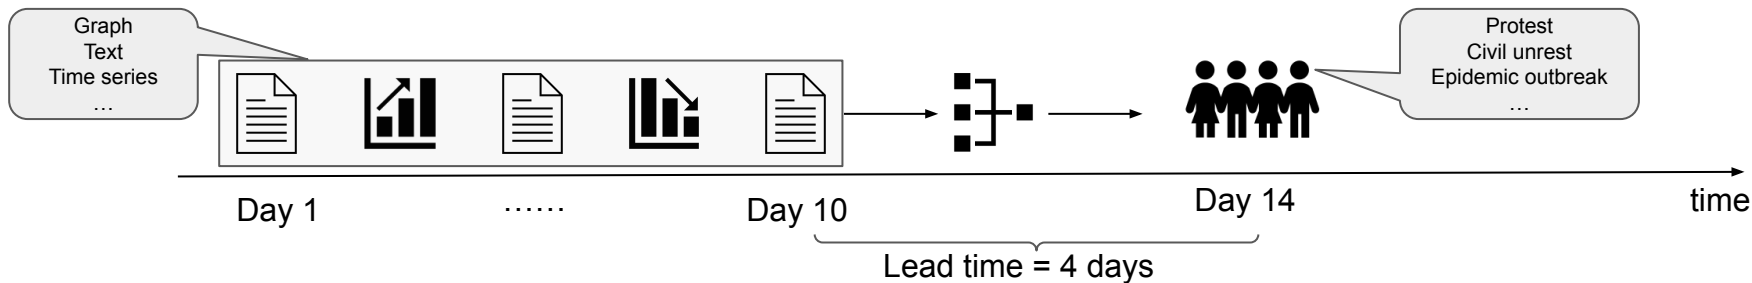 Graph
Text
Time series
…
Protest
Civil unrest
Epidemic outbreak
…
Day 1
……
Day 10
Day 14
time
Lead time = 4 days